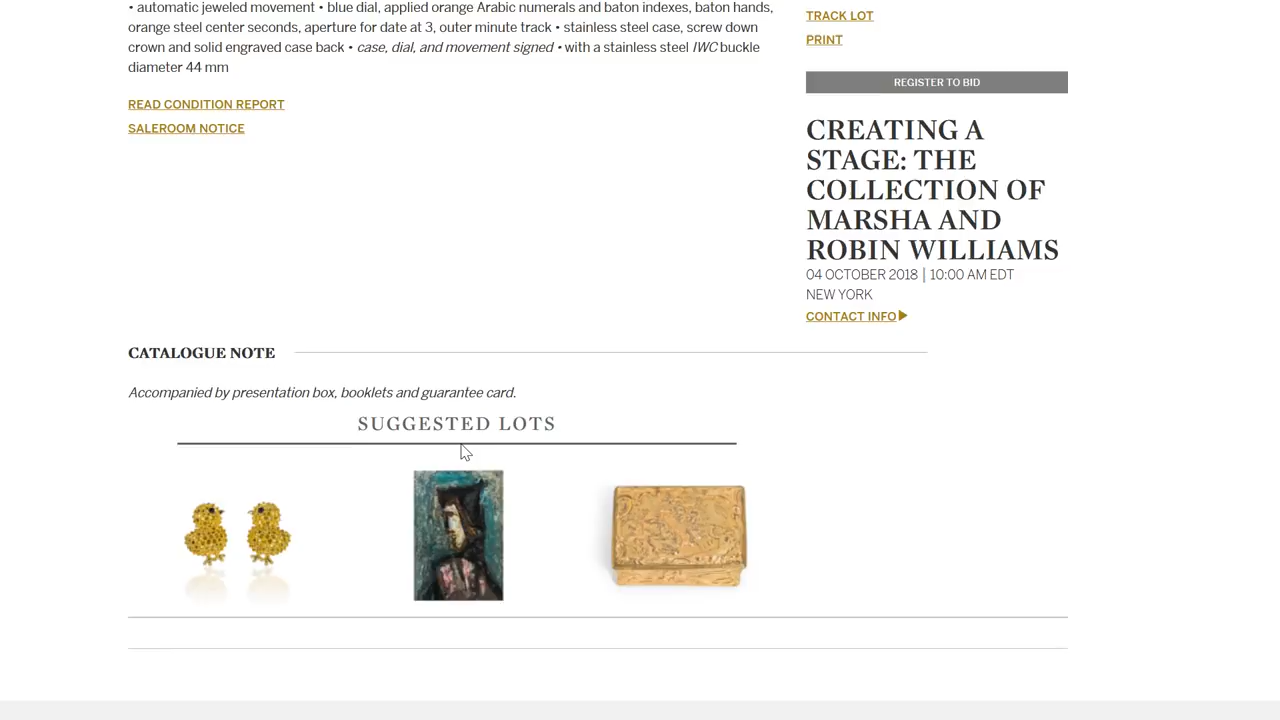 • automatic jeweled movement • blue dial, applied orange Arabic numerals and baton indexes, baton hands,
orange steel center seconds, aperture for date at 3, outer minute track • stainless steel case, screw down
crown and solid engraved case back • case, dial, and movement signed • with a stainless steel IWC buckle
diameter 44 mm
READ CONDITION REPORT
SALEROOM NOTICE
TRACK LOT
PRINT
REGISTER TO BID
CREATING A
STAGE: THE
COLLECTION OF
MARSHA AND
ROBIN WILLIAMS
04 OCTOBER 2018 | 10:00 AM EDT
NEW YORK
CONTACT INFO
CATALOGUE NOTE
Accompanied by presentation box, booklets and guarantee card.
SUGGESTED LOTS